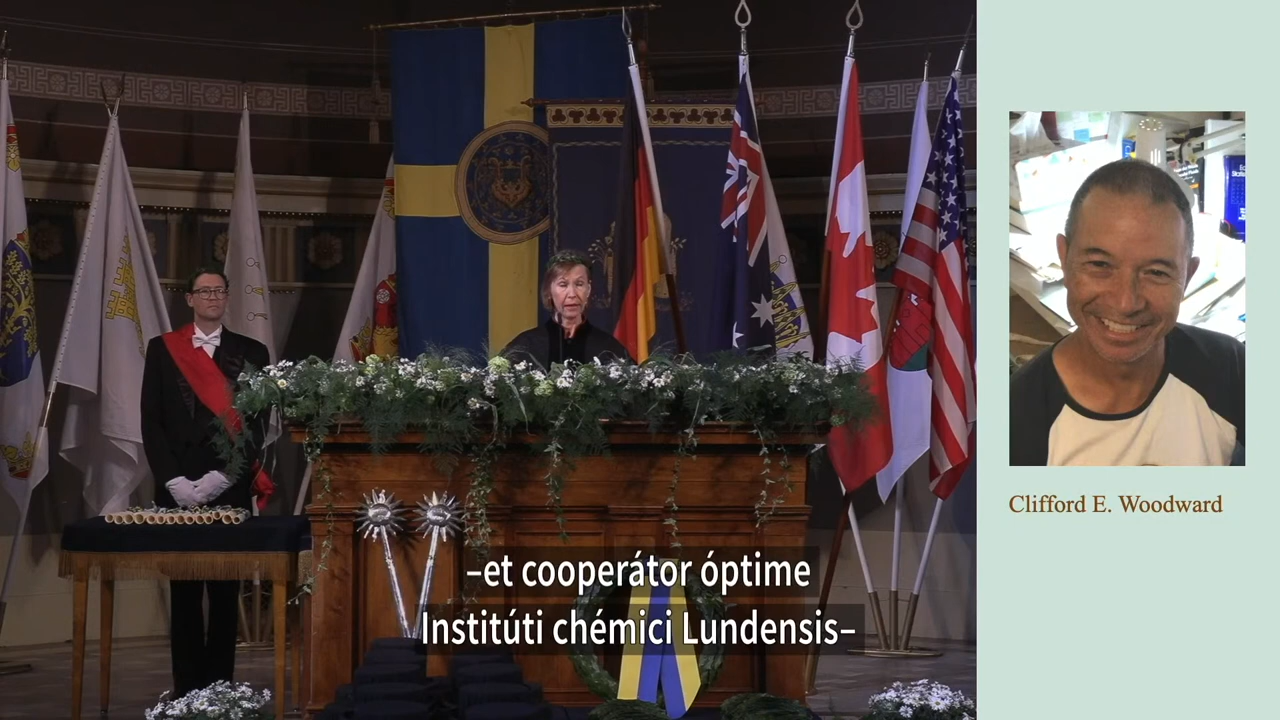 –et cooperátor óptime
Institúti chémici Lundensis–
Clifford E. Woodward